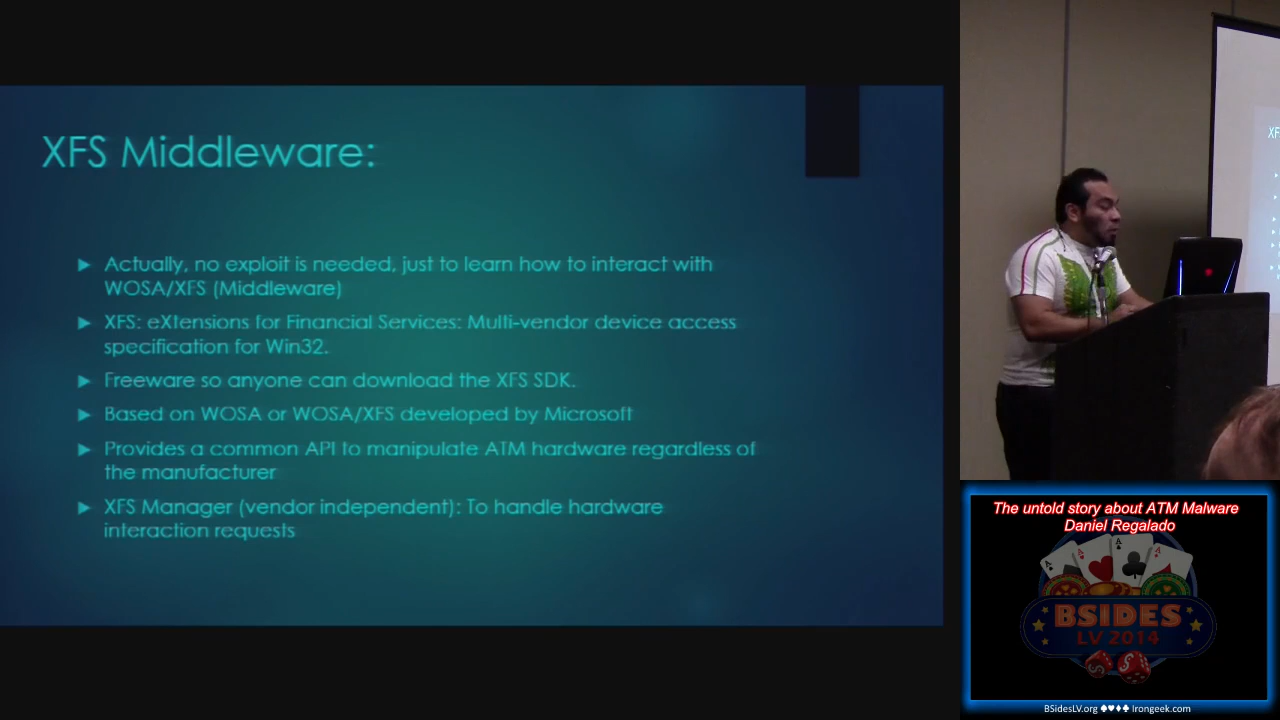 XFS Middleware:
Actually, no exploit is needed, just to learn how to interact with
WOSA/XFS (Middleware)
XFS: eXtensions for Financial Services: Multi-vendor device access
specification for Win32.
Freeware so anyone can download the XFS SDK.
Based on WOSA or WOSA/XFS developed by Microsoft
Provides a common API to manipulate ATM hardware regardless of
the manufacturer
XFS Manager (vendor independent): To handle hardware
interaction requests
XF
The untold story about ATM Malware
Daniel Regalado
A A A A
BSIDES
LV 2014
S S
BSidesLV.org ♠♥♦♣ Irongeek.com